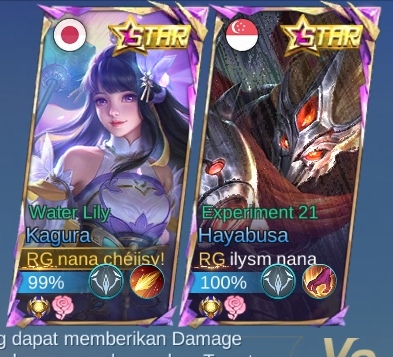 STAR
STAR
Water Lily
Kagura
RG nana chéiisy!
99%
Experiment 21
Hayabusa
RG ilysm nana
100%
g dapat memberikan Damage
Vs